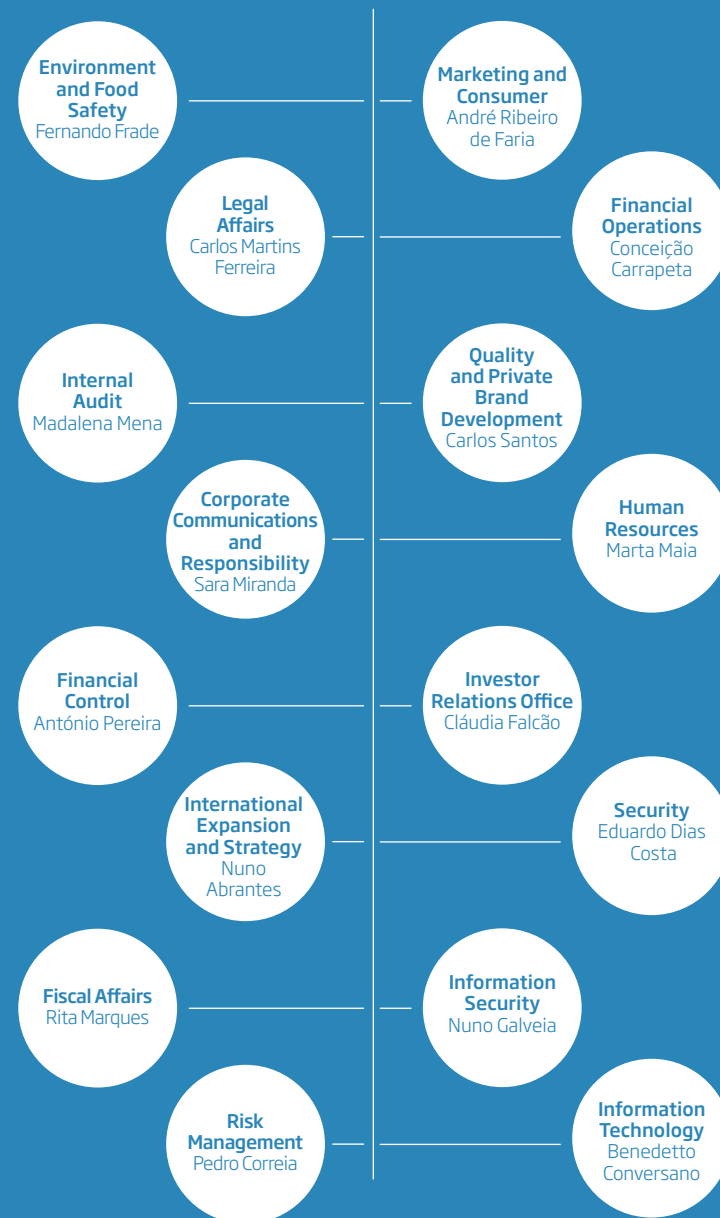 Environment
and Food
Safety
Fernando Frade
Marketing and
Consumer
André Ribeiro
de Faria
Legal
Affairs
Carlos Martins
Ferreira
Financial
Operations
Conceição
Carrapeta
Internal
Audit
Madalena Mena
Quality
and Private
Brand
Development
Carlos Santos
Corporate
Communications
and
Responsibility
Sara Miranda
Human
Resources
Marta Maia
Financial
Control
António Pereira
Investor
Relations Office
Cláudia Falcão
International
Expansion
and Strategy
Nuno
Abrantes
Security
Eduardo Dias
Costa
Fiscal Affairs
Rita Marques
Information
Security
Nuno Galveia
Risk
Management
Pedro Correia
Information
Technology
Benedetto
Conversano